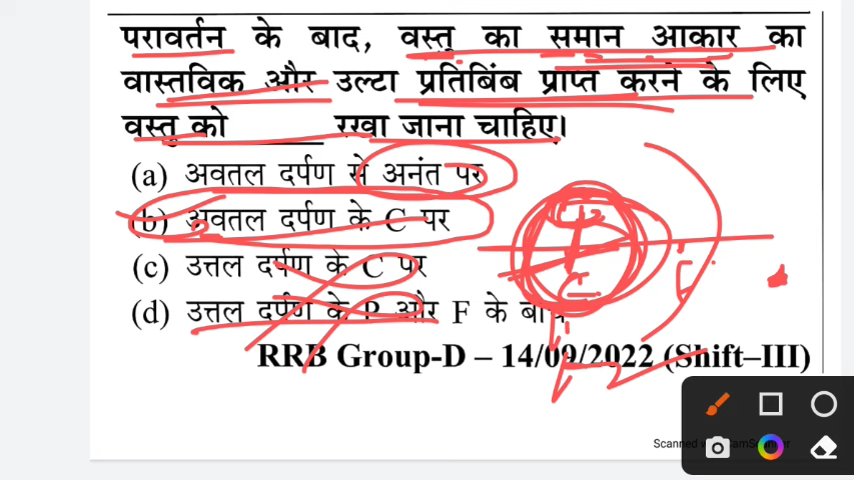 परावर्तन के बाद, वस्तु का समान आकार का
वास्तविक और उल्टा प्रतिबिंब प्राप्त करने के लिए
वस्तु को ________ रखा जाना चाहिए।
(a) अवतल दर्पण से अनंत पर
(b) अवतल दर्पण के C पर
(c) उत्तल दर्पण के C पर
(d) उत्तल दर्पण के P और F के बीच
RRB Group-D – 14/09/2022 (Shift–III)
Scanned